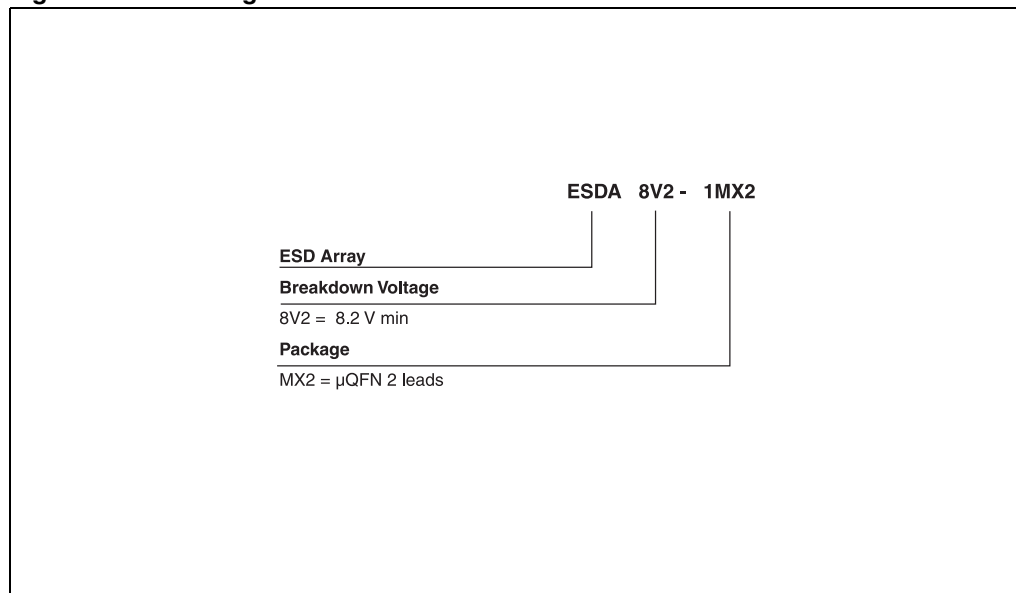 ESDA 8V2 - 1MX2
ESD Array
Breakdown Voltage
8V2 = 8.2 V min
Package
MX2 = µQFN 2 leads